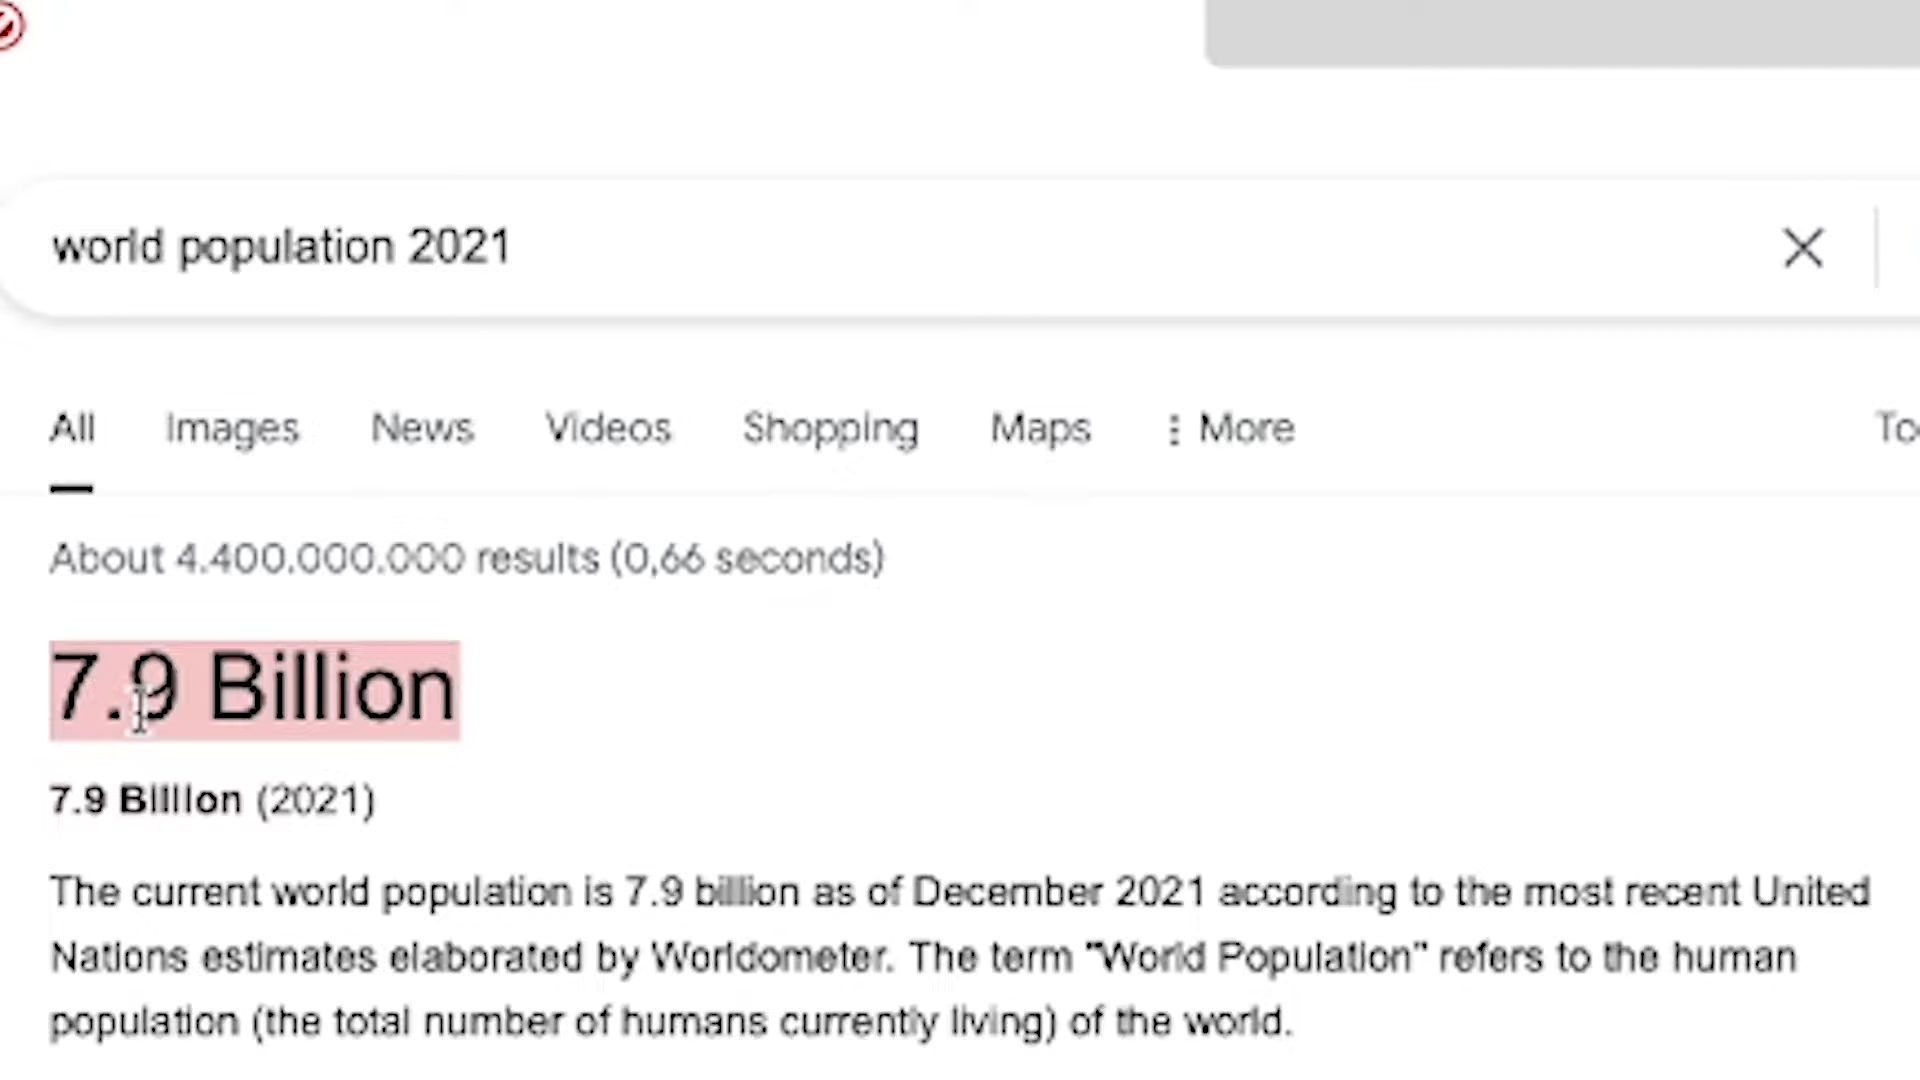 world population 2021
All Images News Videos Shopping Maps More
About 4.400.000.000 results (0,66 seconds)
7.9 Billion
7.9 Billion (2021)
The current world population is 7.9 billion as of December 2021 according to the most recent United
Nations estimates elaborated by Worldometer. The term "World Population" refers to the human
population (the total number of humans currently living) of the world.